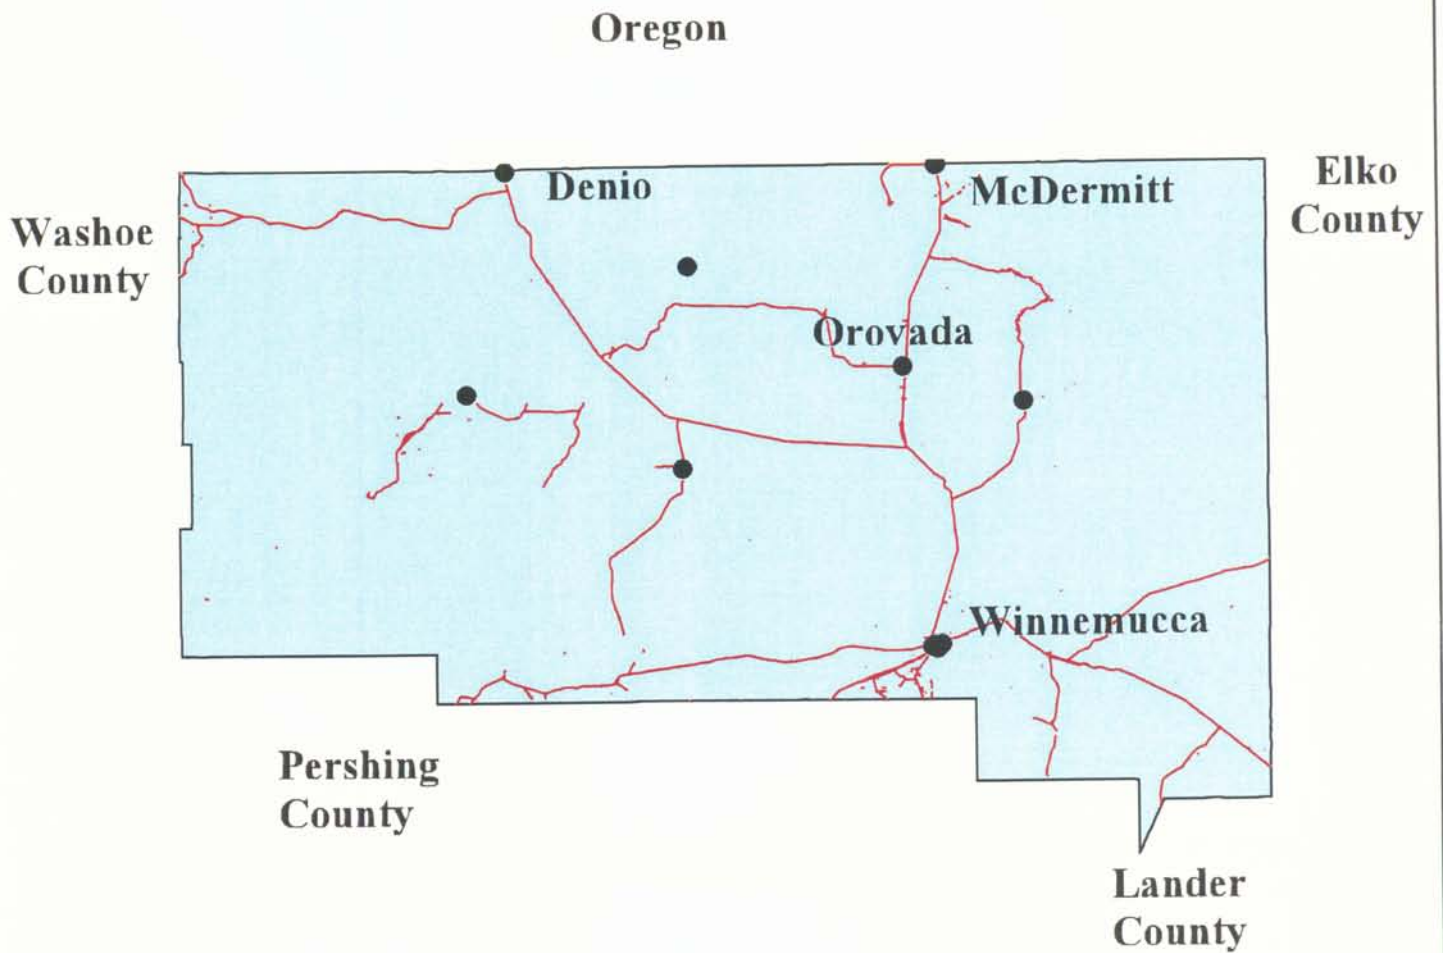 Oregon
Denio
McDermitt
Elko
County
Washoe
County
Orovada
Winnemucca
Pershing
County
Lander
County